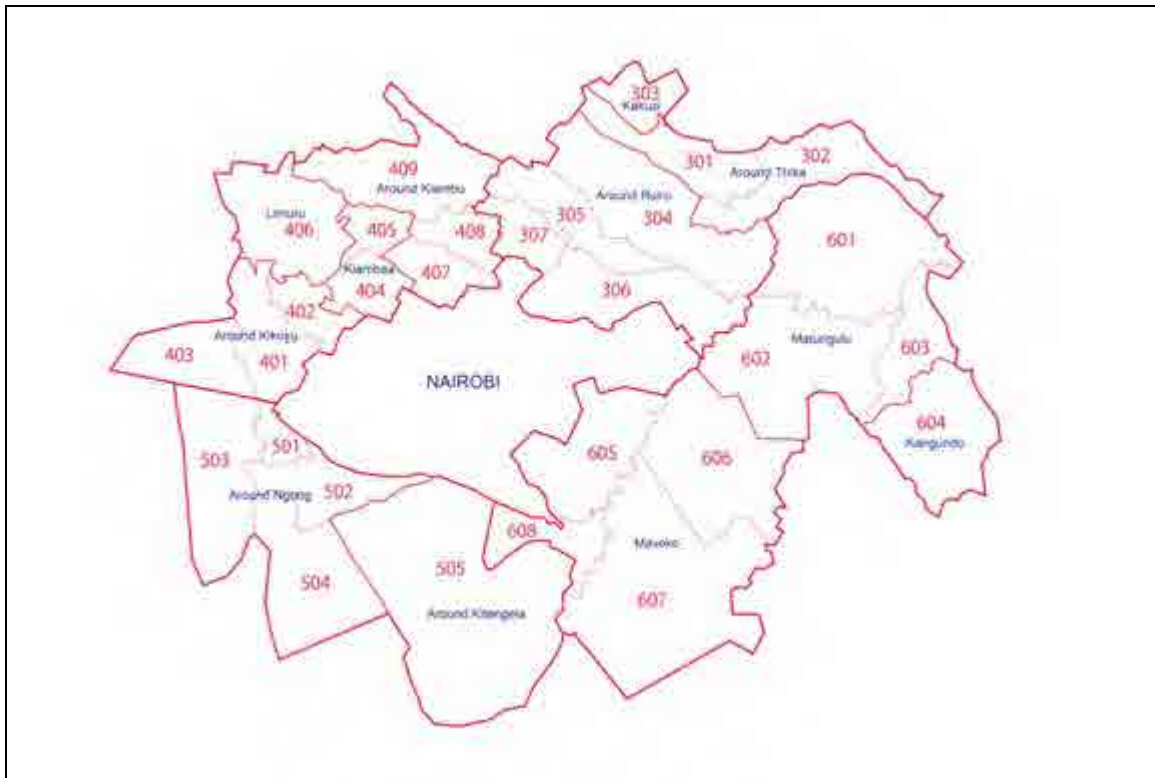 303
Kakuzi
301
302
Around Thika
409
Around Kiambu
Around Ruiru
305
304
Limuru
406
405
408
307
601
Kiambaa
407
404
306
402
Around Kikuyu
403
401
602
Matungulu
603
NAIROBI
604
Kangundo
501
503
605
606
502
Around Ngong
608
Mavoko
505
504
607
Around Kitengela